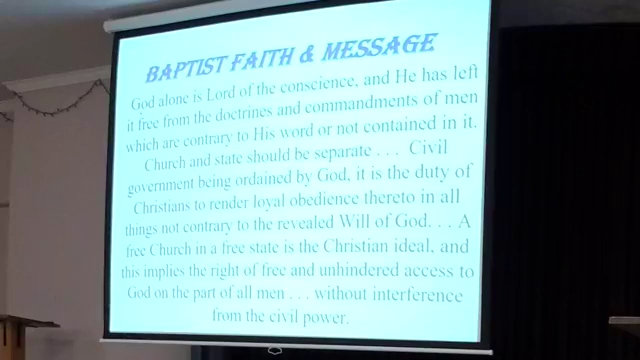 BAPTIST FAITH & MESSAGE
God alone is Lord of the conscience, and He has left
it free from the doctrines and commandments of men
which are contrary to His word or not contained in it.
Church and state should be separate . . . Civil
government being ordained by God, it is the duty of
Christians to render loyal obedience thereto in all
things not contrary to the revealed Will of God. . . A
free Church in a free state is the Christian ideal, and
this implies the right of free and unhindered access to
God on the part of all men . . . without interference
from the civil power.